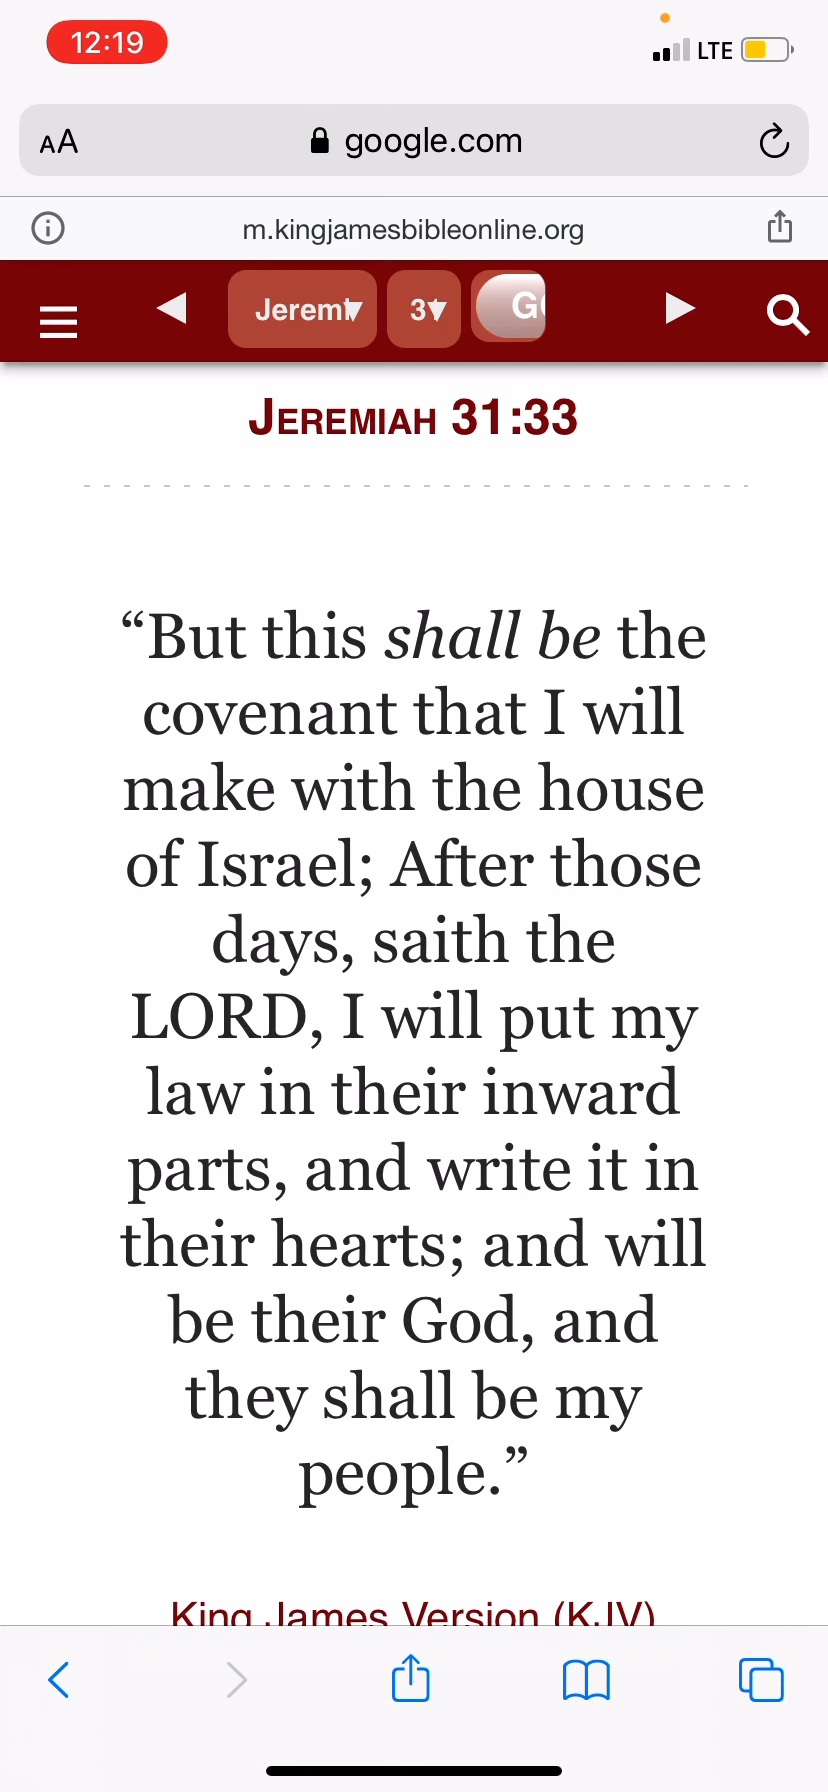 12:19
LTE
AA google.com
m.kingjamesbibleonline.org
JEREMIAH 31:33
“But this shall be the
covenant that I will
make with the house
of Israel; After those
days, saith the
LORD, I will put my
law in their inward
parts, and write it in
their hearts; and will
be their God, and
they shall be my
people.”
King James Version (KJV)